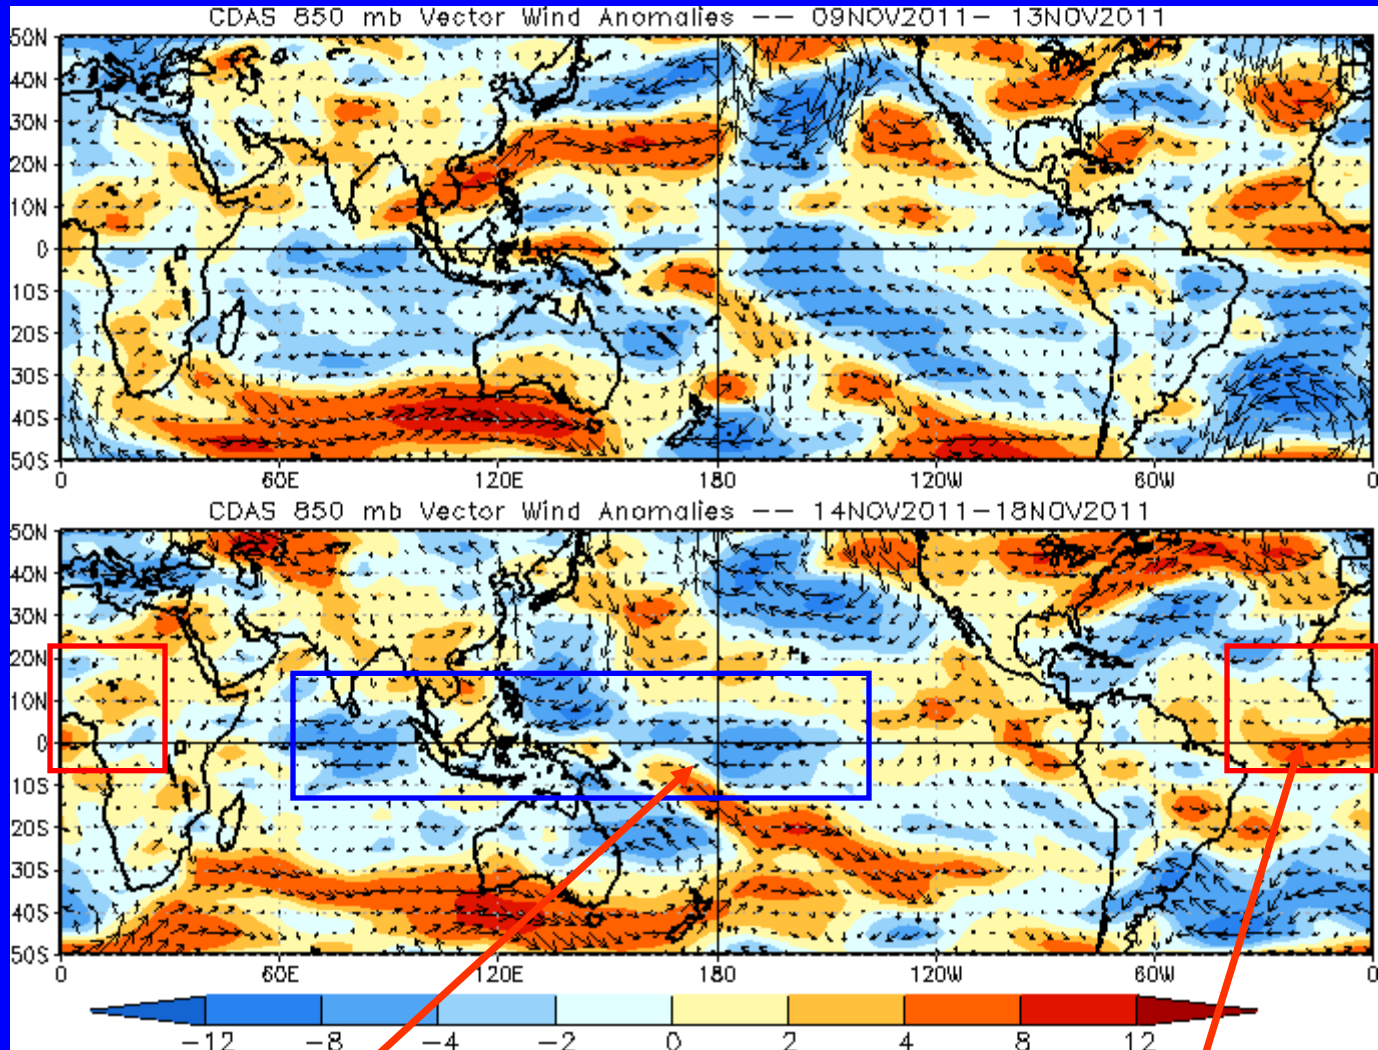 CDAS 850 mb Vector Wind Anomalies -- 09NOV2011- 13NOV2011
50N
40N
30N
20N
10N
0
10S
20S
30S
40S
50S
0 60E 120E 180 120W 60W 0
CDAS 850 mb Vector Wind Anomalies -- 14NOV2011-18NOV2011
50N
40N
30N
20N
10N
0
10S
20S
30S
40S
50S
0 60E 120E 180 120W 60W 0
-12 -8 -4 -2 0 2 4 8 12